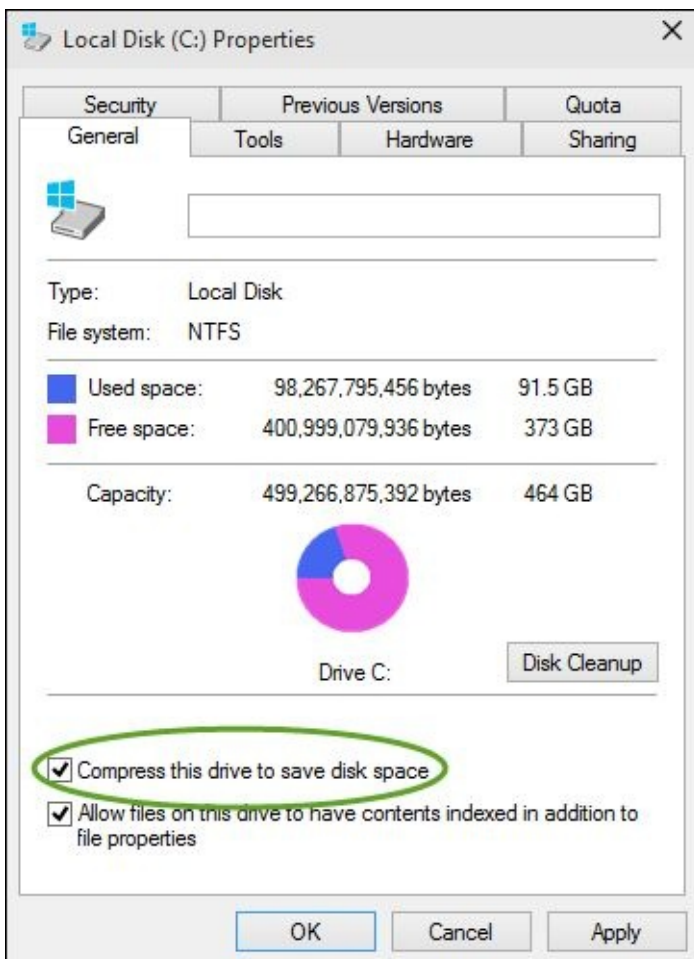 Local Disk (C:) Properties
Security Previous Versions Quota
General Tools Hardware Sharing
Type: Local Disk
File system: NTFS
Used space: 98,267,795,456 bytes 91.5 GB
Free space: 400,999,079,936 bytes 373 GB
Capacity: 499,266,875,392 bytes 464 GB
Drive C: Disk Cleanup
Compress this drive to save disk space
Allow files on this drive to have contents indexed in addition to
file properties
OK Cancel Apply